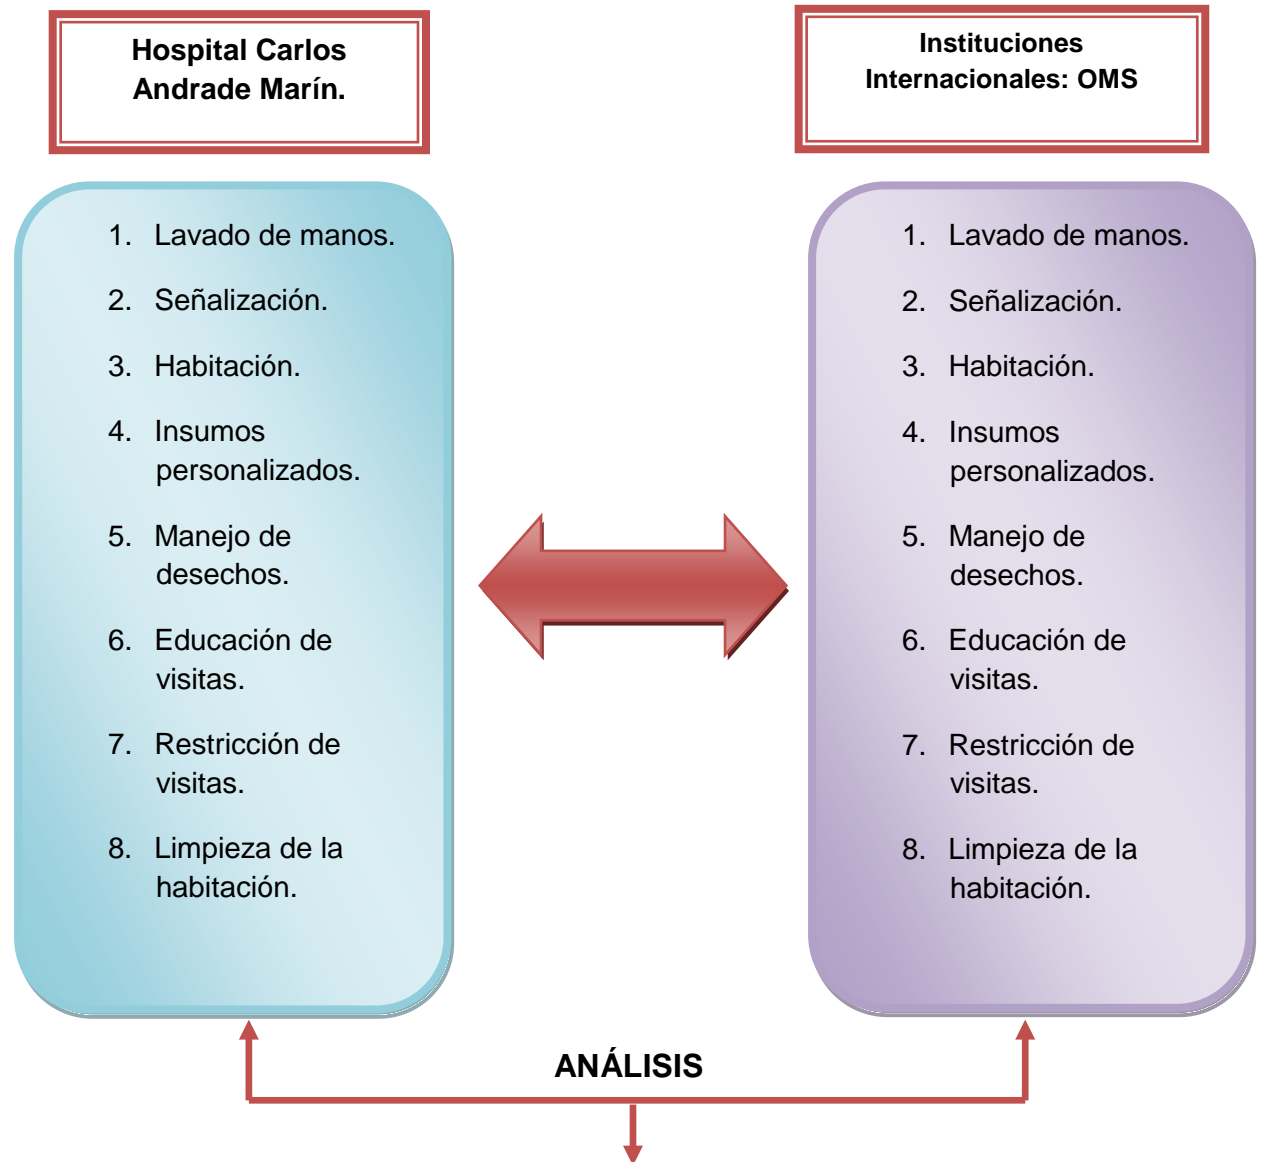 Hospital Carlos
Andrade Marín.
1. Lavado de manos.
2. Señalización.
3. Habitación.
4. Insumos
personalizados.
5. Manejo de
desechos.
6. Educación de
visitas.
7. Restricción de
visitas.
8. Limpieza de la
habitación.
Instituciones
Internacionales: OMS
1. Lavado de manos.
2. Señalización.
3. Habitación.
4. Insumos
personalizados.
5. Manejo de
desechos.
6. Educación de
visitas.
7. Restricción de
visitas.
8. Limpieza de la
habitación.
ANÁLISIS